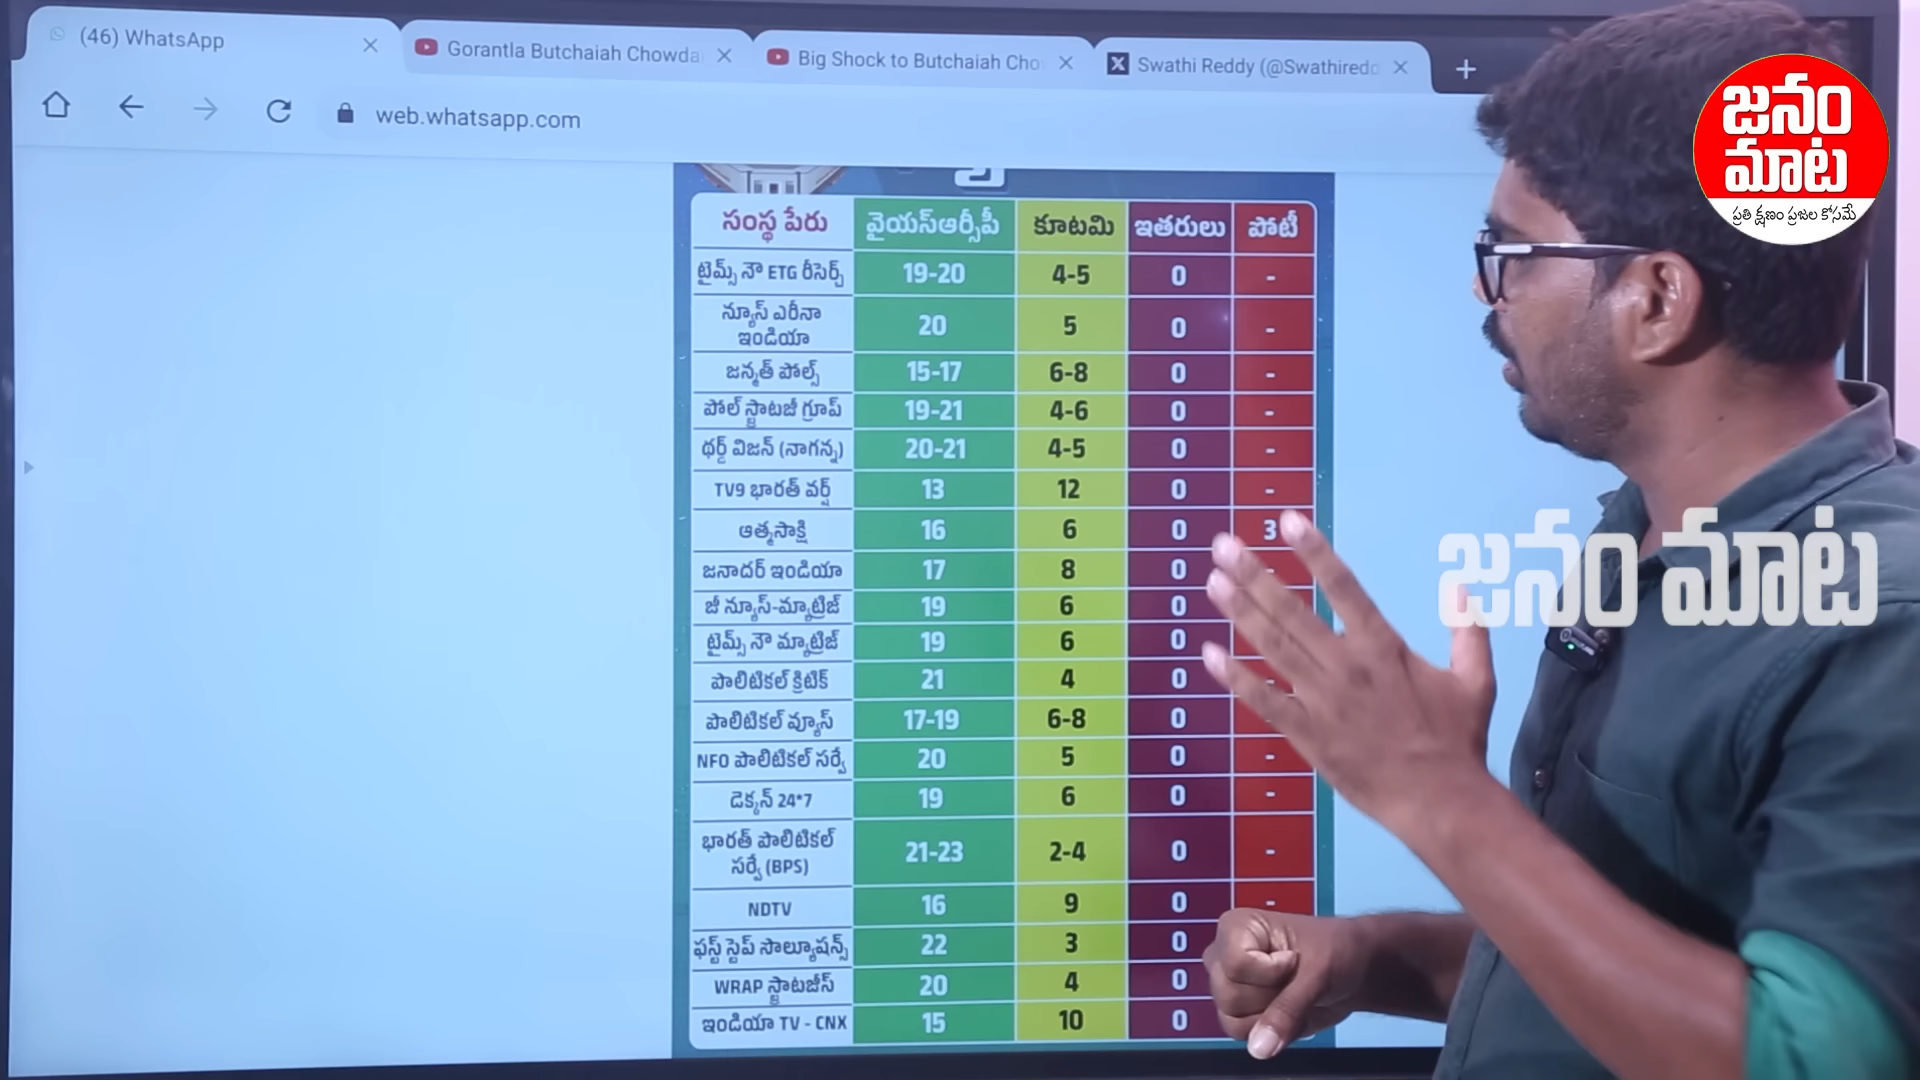 (46) WhatsApp
Gorantla Butchaiah Chowda
Big Shock to Butchaiah Cho
Swathi Reddy (@Swathiredd
web.whatsapp.com
జనం
మాట
ప్రతి క్షణం ప్రజల కోసమే
సంస్థ పేరు వైయస్ఆర్సీపీ కూటమి ఇతరులు పోటీ
టైమ్స్ నౌ ETG రీసెర్చ్ 19-20 4-5 0 -
న్యూస్ ఎరీనా
ఇండియా 20 5 0 -
జన్మత్ పోల్స్ 15-17 6-8 0 -
పోల్ స్ట్రాటజీ గ్రూప్ 19-21 4-6 0 -
థర్డ్ విజన్ (నాగన్న) 20-21 4-5 0 -
TV9 భారత్ వర్ష్ 13 12 0 -
ఆత్మసాక్షి 16 6 0 3
జనాదర్ ఇండియా 17 8 0 -
జీ న్యూస్-మ్యాట్రిజ్ 19 6 0
టైమ్స్ నౌ మ్యాట్రిజ్ 19 6 0
పొలిటికల్ క్రిటిక్ 21 4 0 -
పొలిటికల్ వ్యూస్ 17-19 6-8 0 -
NFO పొలిటికల్ సర్వే 20 5 0 -
డెక్కన్ 24*7 19 6 0 -
భారత్ పొలిటికల్
సర్వే (BPS) 21-23 2-4 0 -
NDTV 16 9 0 -
ఫస్ట్ స్టెప్ సొల్యూషన్స్ 22 3 0
WRAP స్ట్రాటజీస్ 20 4 0
ఇండియా TV - CNX 15 10 0
జనం మాట